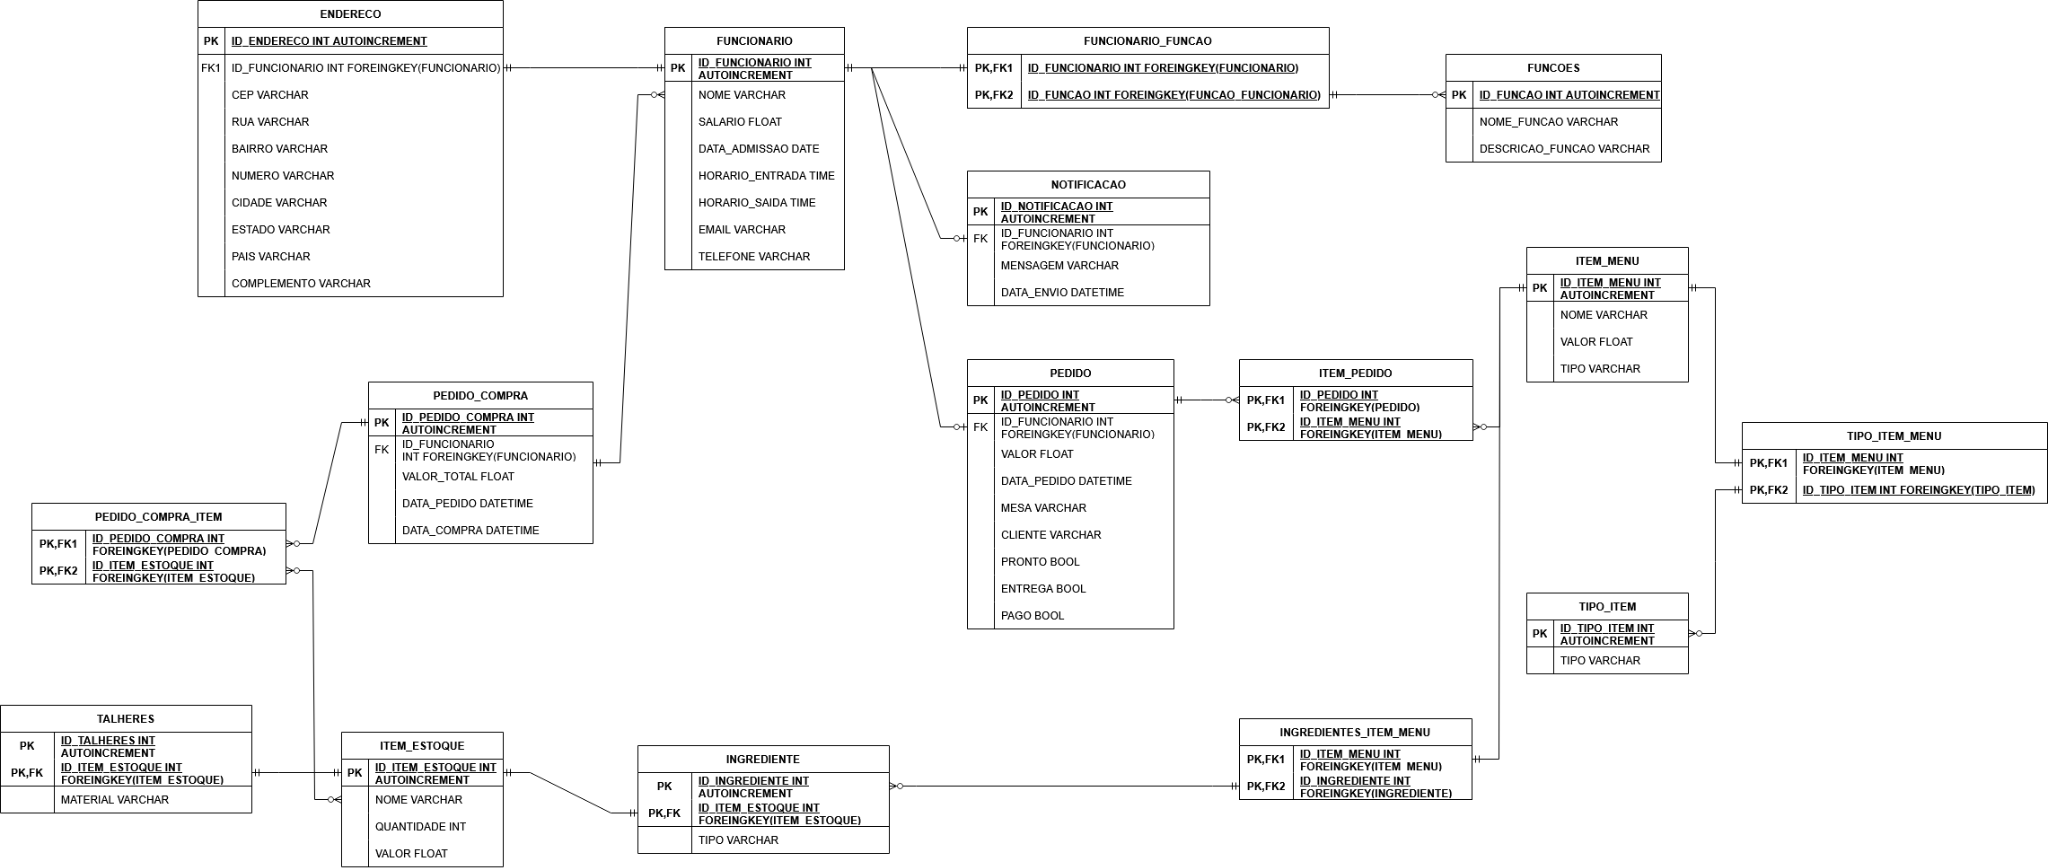 ENDERECO
PK ID_ENDERECO INT AUTOINCREMENT
FK1 ID_FUNCIONARIO INT FOREINGKEY(FUNCIONARIO)
CEP VARCHAR
RUA VARCHAR
BAIRRO VARCHAR
NUMERO VARCHAR
CIDADE VARCHAR
ESTADO VARCHAR
PAIS VARCHAR
COMPLEMENTO VARCHAR
FUNCIONARIO
PK ID_FUNCIONARIO INT
AUTOINCREMENT
NOME VARCHAR
SALARIO FLOAT
DATA_ADMISSAO DATE
HORARIO_ENTRADA TIME
HORARIO_SAIDA TIME
EMAIL VARCHAR
TELEFONE VARCHAR
FUNCIONARIO_FUNCAO
PK,FK1 ID_FUNCIONARIO INT FOREINGKEY(FUNCIONARIO)
PK,FK2 ID_FUNCAO INT FOREINGKEY(FUNCAO_FUNCIONARIO)
FUNCOES
PK ID_FUNCAO INT AUTOINCREMENT
NOME_FUNCAO VARCHAR
DESCRICAO_FUNCAO VARCHAR
NOTIFICACAO
PK ID_NOTIFICACAO INT
AUTOINCREMENT
FK ID_FUNCIONARIO INT
FOREINGKEY(FUNCIONARIO)
MENSAGEM VARCHAR
DATA_ENVIO DATETIME
ITEM_MENU
PK ID_ITEM_MENU INT
AUTOINCREMENT
NOME VARCHAR
VALOR FLOAT
TIPO VARCHAR
PEDIDO
PK ID_PEDIDO INT
AUTOINCREMENT
FK ID_FUNCIONARIO INT
FOREINGKEY(FUNCIONARIO)
VALOR FLOAT
DATA_PEDIDO DATETIME
MESA VARCHAR
CLIENTE VARCHAR
PRONTO BOOL
ENTREGA BOOL
PAGO BOOL
ITEM_PEDIDO
PK,FK1 ID_PEDIDO INT
FOREINGKEY(PEDIDO)
PK,FK2 ID_ITEM_MENU INT
FOREINGKEY(ITEM_MENU)
PEDIDO_COMPRA
PK ID_PEDIDO_COMPRA INT
AUTOINCREMENT
FK ID_FUNCIONARIO
INT FOREINGKEY(FUNCIONARIO)
VALOR_TOTAL FLOAT
DATA_PEDIDO DATETIME
DATA_COMPRA DATETIME
TIPO_ITEM_MENU
PK,FK1 ID_ITEM_MENU INT
FOREINGKEY(ITEM_MENU)
PK,FK2 ID_TIPO_ITEM INT FOREINGKEY(TIPO_ITEM)
PEDIDO_COMPRA_ITEM
PK,FK1 ID_PEDIDO_COMPRA INT
FOREINGKEY(PEDIDO_COMPRA)
PK,FK2 ID_ITEM_ESTOQUE INT
FOREINGKEY(ITEM_ESTOQUE)
TIPO_ITEM
PK ID_TIPO_ITEM INT
AUTOINCREMENT
TIPO VARCHAR
TALHERES
PK ID_TALHERES INT
AUTOINCREMENT
PK,FK ID_ITEM_ESTOQUE INT
FOREINGKEY(ITEM_ESTOQUE)
MATERIAL VARCHAR
ITEM_ESTOQUE
PK ID_ITEM_ESTOQUE INT
AUTOINCREMENT
NOME VARCHAR
QUANTIDADE INT
VALOR FLOAT
INGREDIENTE
PK ID_INGREDIENTE INT
AUTOINCREMENT
PK,FK ID_ITEM_ESTOQUE INT
FOREINGKEY(ITEM_ESTOQUE)
TIPO VARCHAR
INGREDIENTES_ITEM_MENU
PK,FK1 ID_ITEM_MENU INT
FOREINGKEY(ITEM_MENU)
PK,FK2 ID_INGREDIENTE INT
FOREINGKEY(INGREDIENTE)